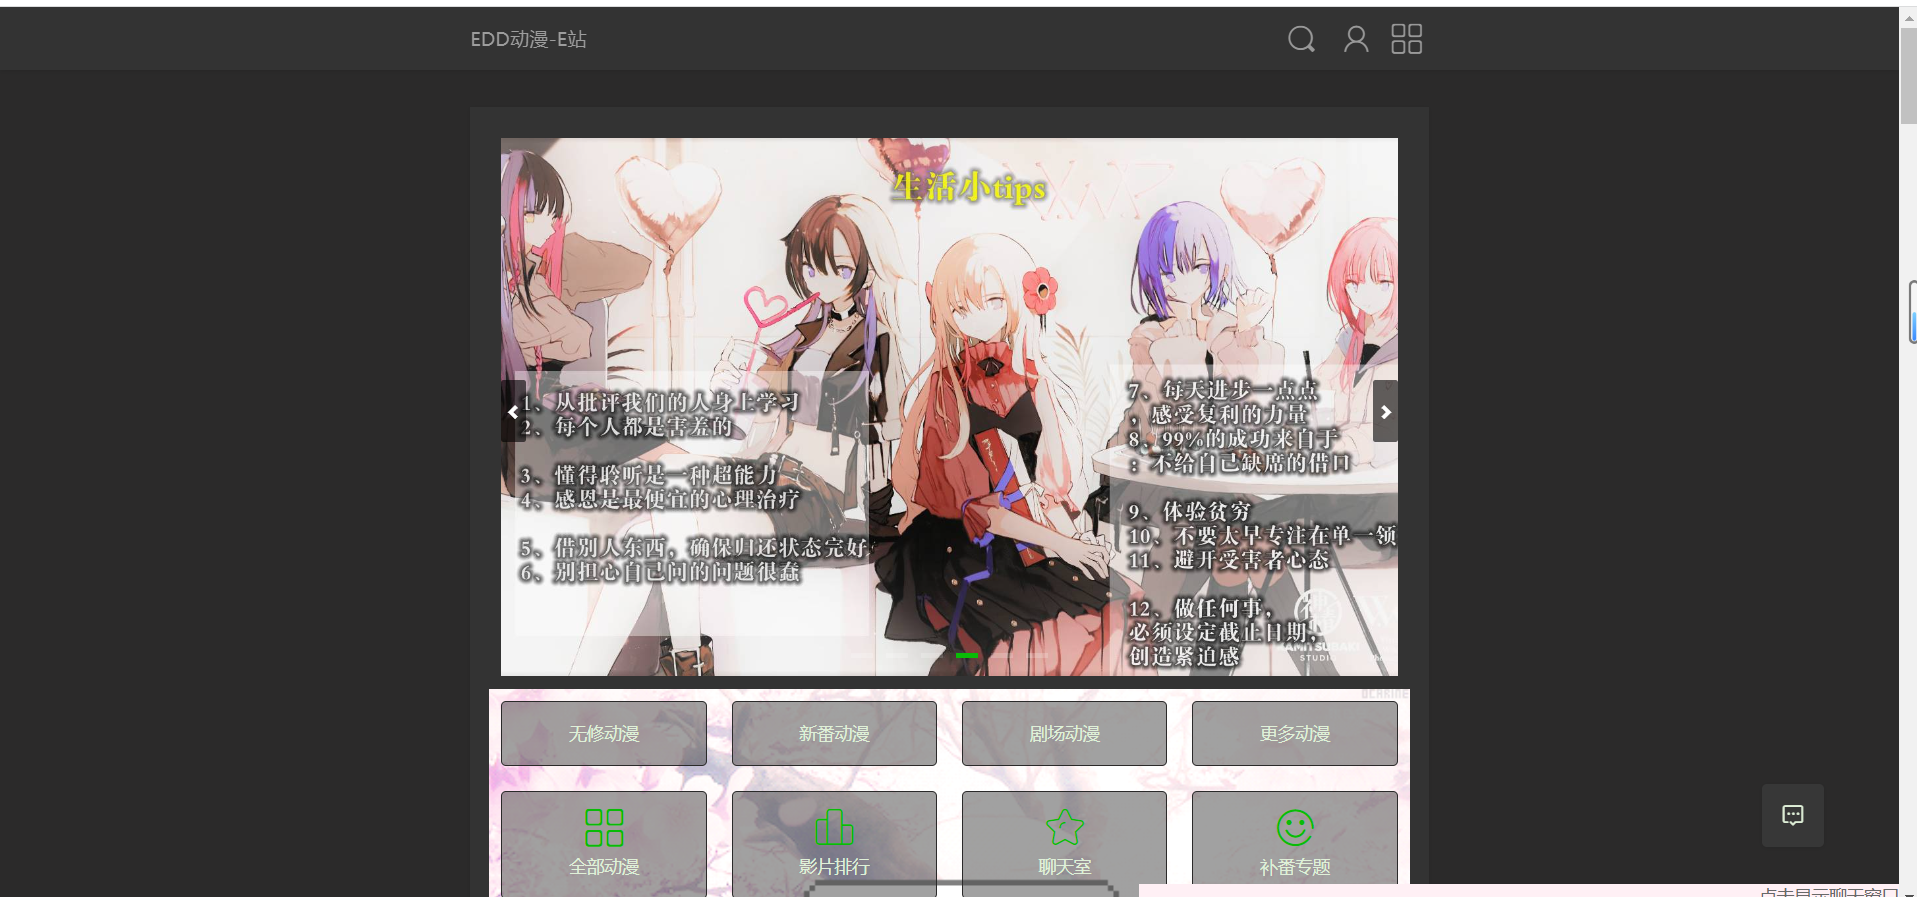 EDD动漫-E站
生活小tips
1、从批评我们的人身上学习
2、每个人都是害羞的
3、懂得聆听是一种超能力
4、感恩是最便宜的心理治疗
5、借别人东西，确保归还状态完好
6、别担心自己问的问题很蠢
7、每天进步一点点
，感受复利的力量
8、99%的成功来自于
：不给自己缺席的借口
9、体验贫穷
10、不要太早专注在单一领
11、避开受害者心态
12、做任何事，
必须设定截止日期，
创造紧迫感
STUDIO
无修动漫
新番动漫
剧场动漫
更多动漫
全部动漫
影片排行
聊天室
补番专题
点击显示聊天窗口